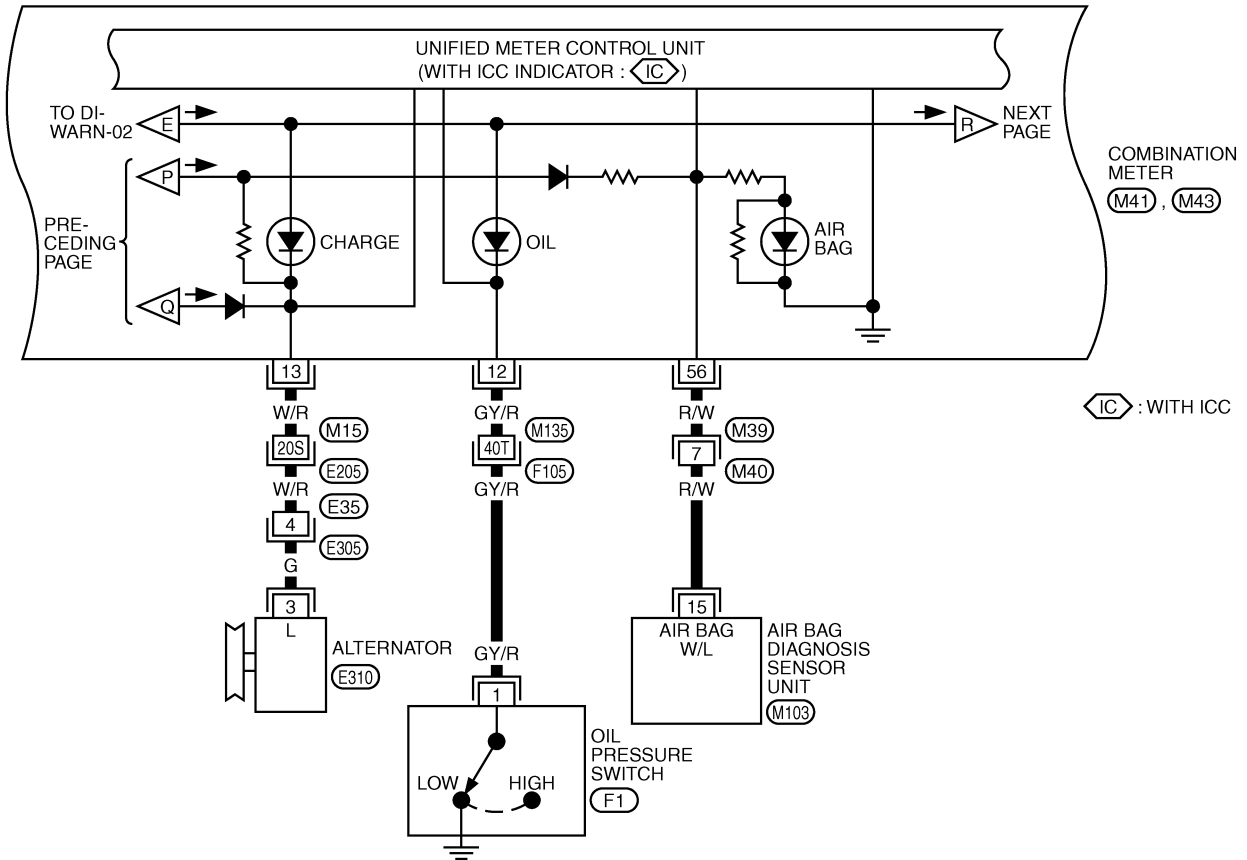 UNIFIED METER CONTROL UNIT
(WITH ICC INDICATOR : IC )
TO DI-
WARN-02
E
R
NEXT
PAGE
P
PRE-
CEDING
PAGE
Q
CHARGE
OIL
AIR
BAG
COMBINATION
METER
M41 , M43
IC : WITH ICC
13
12
56
W/R
GY/R
R/W
M15
M135
M39
20S
40T
7
E205
F105
M40
W/R
GY/R
R/W
E35
4
E305
G
3
L
ALTERNATOR
E310
15
AIR BAG
W/L
AIR BAG
DIAGNOSIS
SENSOR
UNIT
M103
GY/R
1
LOW
HIGH
OIL
PRESSURE
SWITCH
F1